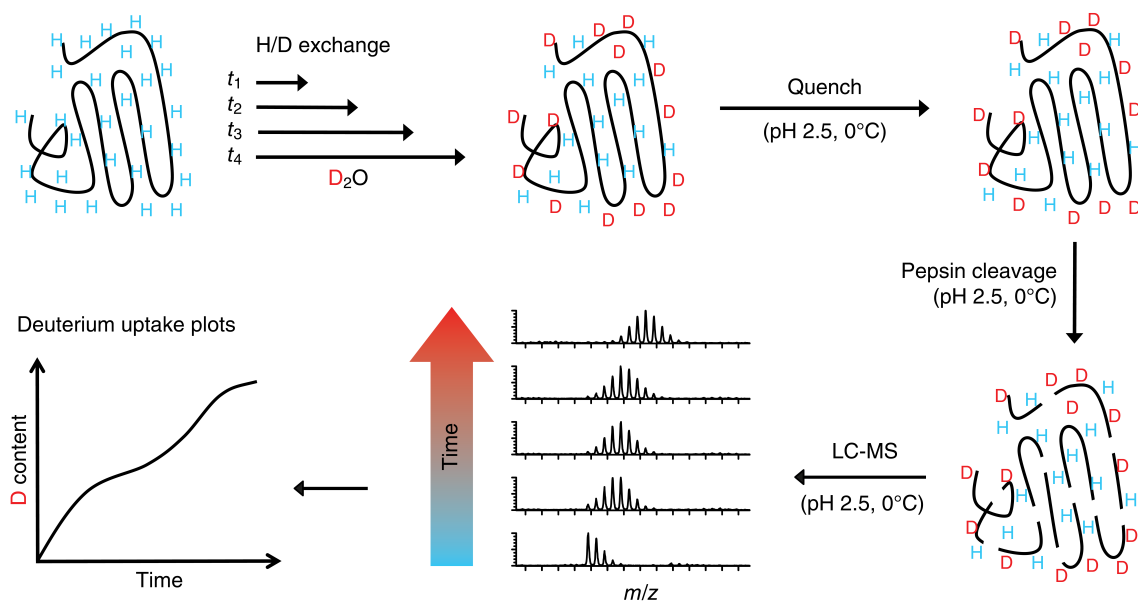 H/D exchange
t1
t2
t3
t4
D2O
Quench
(pH 2.5, 0°C)
H H H H H H H H H H H H H H H H H H H H H H H H
D H D D H D D H H H H D D H H H H D H D H D H D D D
D H D D H D D H H H H D D H H H H D H D H D D D
Pepsin cleavage
(pH 2.5, 0°C)
Deuterium uptake plots
D content
Time
Time
m/z
LC-MS
(pH 2.5, 0°C)
D H D D H D D H H H H D D H H H H D H D H D D D